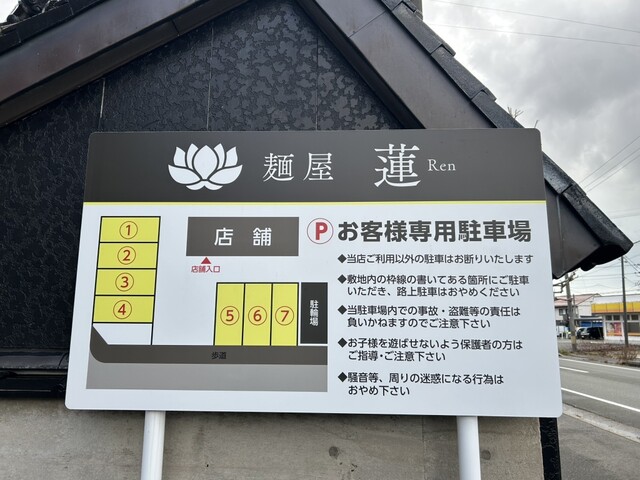 麺屋 蓮 Ren
①
②
③
④
店舗
店舗入口
⑤ ⑥ ⑦
駐輪場
歩道
Ⓟお客様専用駐車場
◆当店ご利用以外の駐車はお断りいたします
◆敷地内の枠線の書いてある箇所にご駐車
いただき、路上駐車はおやめください
◆当駐車場内での事故・盗難等の責任は
負いかねますのでご注意下さい
◆お子様を遊ばせないよう保護者の方は
ご指導・ご注意下さい
◆騒音等、周りの迷惑になる行為は
おやめ下さい